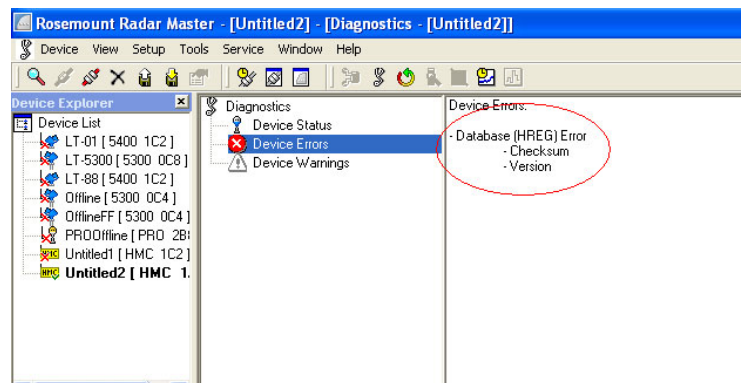 Rosemount Radar Master - [Untitled2] - [Diagnostics - [Untitled2]]
Device View Setup Tools Service Window Help
Device Explorer
Device List
LT-01 [ 5400 1C2 ]
LT-5300 [ 5300 0C8 ]
LT-88 [ 5400 1C2 ]
Offline [ 5300 0C4 ]
OfflineFF [ 5300 0C4 ]
PROOffline [ PRO 2B
Untitled1 [ HMC 1C2 ]
Untitled2 [ HMC 1.
Diagnostics
Device Status
Device Errors
Device Warnings
Device Errors:
- Database (HREG) Error
- Checksum
- Version